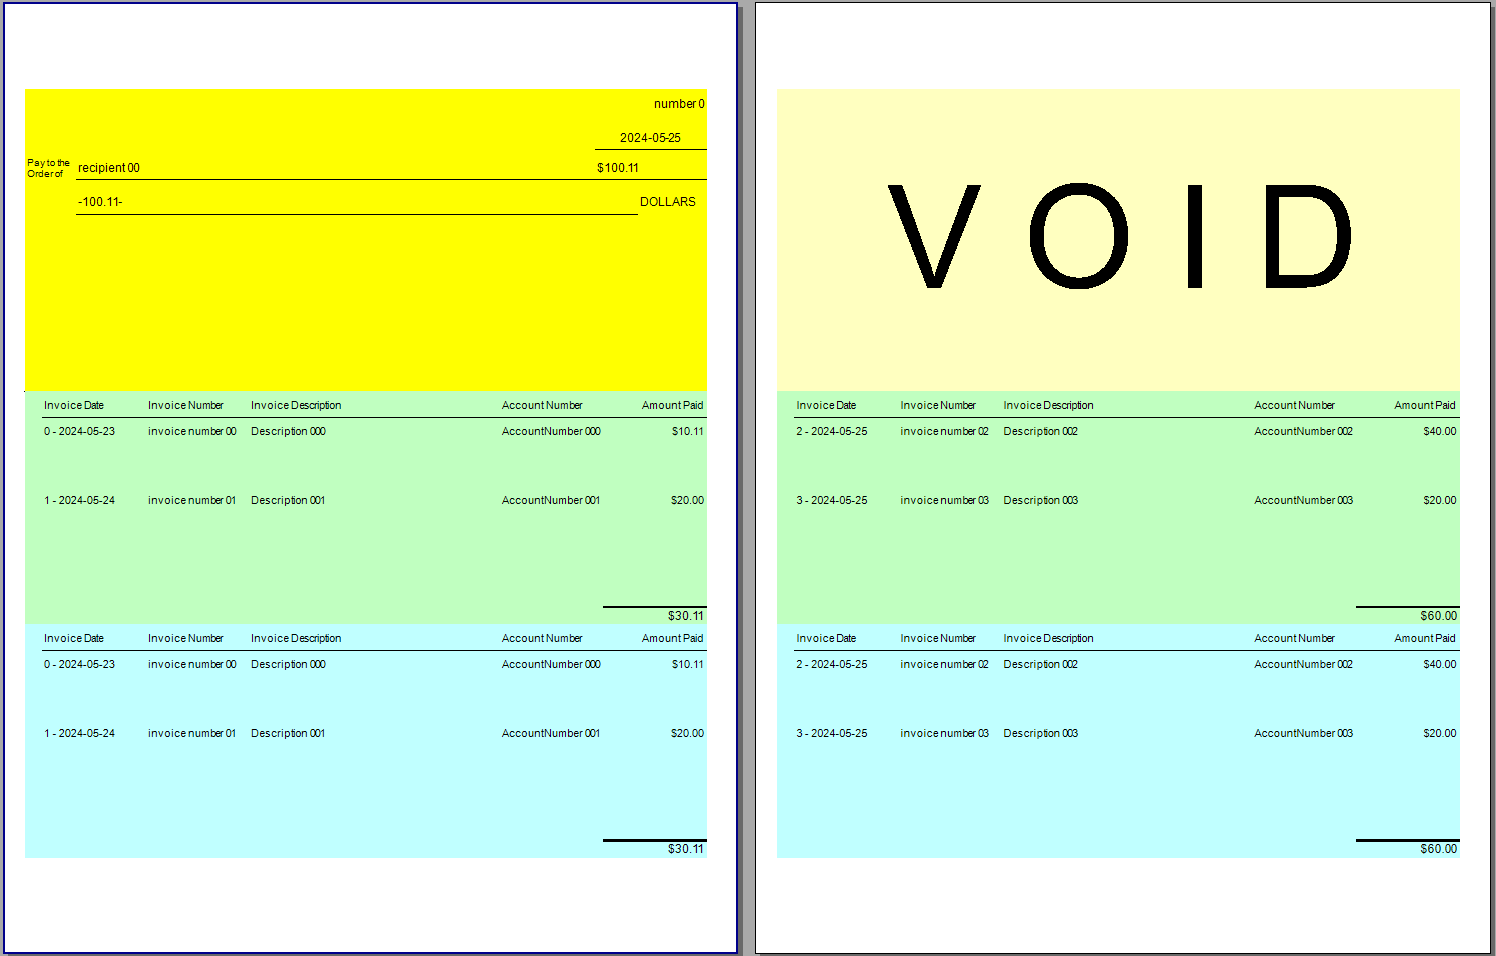 number 0
2024-05-25
Pay to the
Order of
recipient 00 $100.11
-100.11- DOLLARS
Invoice Date Invoice Number Invoice Description Account Number Amount Paid
0 - 2024-05-23 invoice number 00 Description 000 AccountNumber 000 $10.11
1 - 2024-05-24 invoice number 01 Description 001 AccountNumber 001 $20.00
$30.11
Invoice Date Invoice Number Invoice Description Account Number Amount Paid
0 - 2024-05-23 invoice number 00 Description 000 AccountNumber 000 $10.11
1 - 2024-05-24 invoice number 01 Description 001 AccountNumber 001 $20.00
$30.11
V O I D
Invoice Date Invoice Number Invoice Description Account Number Amount Paid
2 - 2024-05-25 invoice number 02 Description 002 AccountNumber 002 $40.00
3 - 2024-05-25 invoice number 03 Description 003 AccountNumber 003 $20.00
$60.00
Invoice Date Invoice Number Invoice Description Account Number Amount Paid
2 - 2024-05-25 invoice number 02 Description 002 AccountNumber 002 $40.00
3 - 2024-05-25 invoice number 03 Description 003 AccountNumber 003 $20.00
$60.00